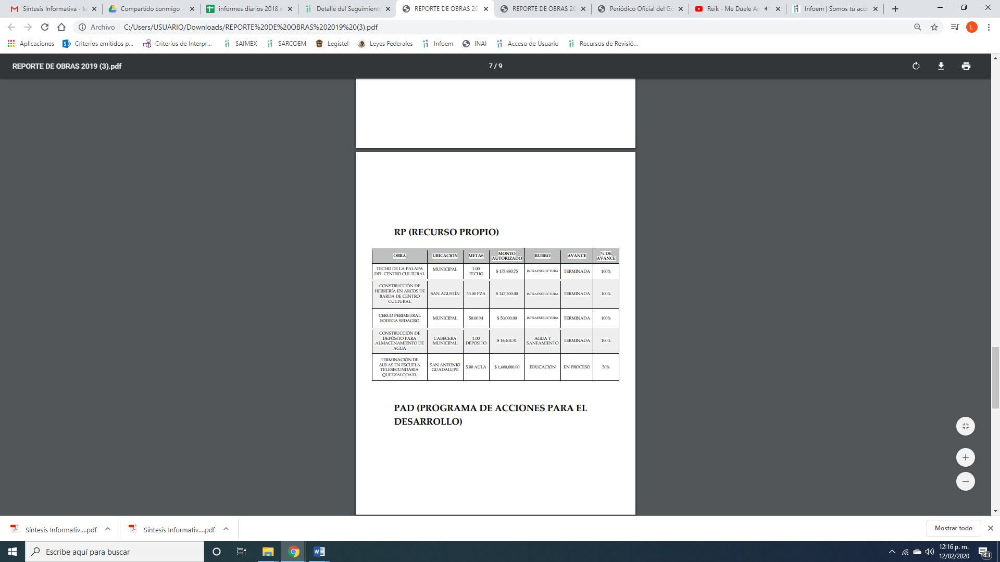 Síntesis Informativa - lu
Compartido conmigo -
informes diarios 2018.x
Detalle del Seguimiento
REPORTE DE OBRAS 20
REPORTE DE OBRAS 20
Periódico Oficial del Go
Reik - Me Duele Am
Infoem | Somos tu acce
Archivo
C:/Users/USUARIO/Downloads/REPORTE%20DE%20OBRAS%202019%20(3).pdf
L
Aplicaciones
Criterios emitidos p...
Criterios de Interpr...
SAIMEX
SARCOEM
Legistel
Leyes Federales
Infoem
INAI
Acceso de Usuario
Recursos de Revisió...
REPORTE DE OBRAS 2019 (3).pdf
7 / 9
RP (RECURSO PROPIO)
OBRA UBICACION METAS MONTO AUTORIZADO RUBRO AVANCE % DE AVANCE
TECHO DE LA PALAPA DEL CENTRO CULTURAL MUNICIPAL 1.00 TECHO $ 173,880.75 INFRAESTRUCTURA TERMINADA 100%
CONSTRUCCIÓN DE HERRERÍA EN ARCOS DE BARDA DE CENTRO CULTURAL SAN AGUSTÍN 33.00 PZA $ 247,500.00 INFRAESTRUCTURA TERMINADA 100%
CERCO PERIMETRAL BODEGA SEDAGRO MUNICIPAL 50.00 M $ 50,000.00 INFRAESTRUCTURA TERMINADA 100%
CONSTRUCCIÓN DE DEPÓSITO PARA ALMACENAMIENTO DE AGUA CABECERA MUNICIPAL 1.00 DEPOSITO $ 16,404.31 AGUA Y SANEAMIENTO TERMINADA 100%
TERMINACIÓN DE AULAS EN ESCUELA TELESECUNDARIA QUETZALCOATL SAN ANTONIO GUADALUPE 5.00 AULA $ 1,600,000.00 EDUCACIÓN EN PROCESO 50%
PAD (PROGRAMA DE ACCIONES PARA EL
DESARROLLO)
Síntesis Informativ....pdf
Síntesis Informativ....pdf
Mostrar todo
Escribe aquí para buscar
12:16 p. m.
12/02/2020
43